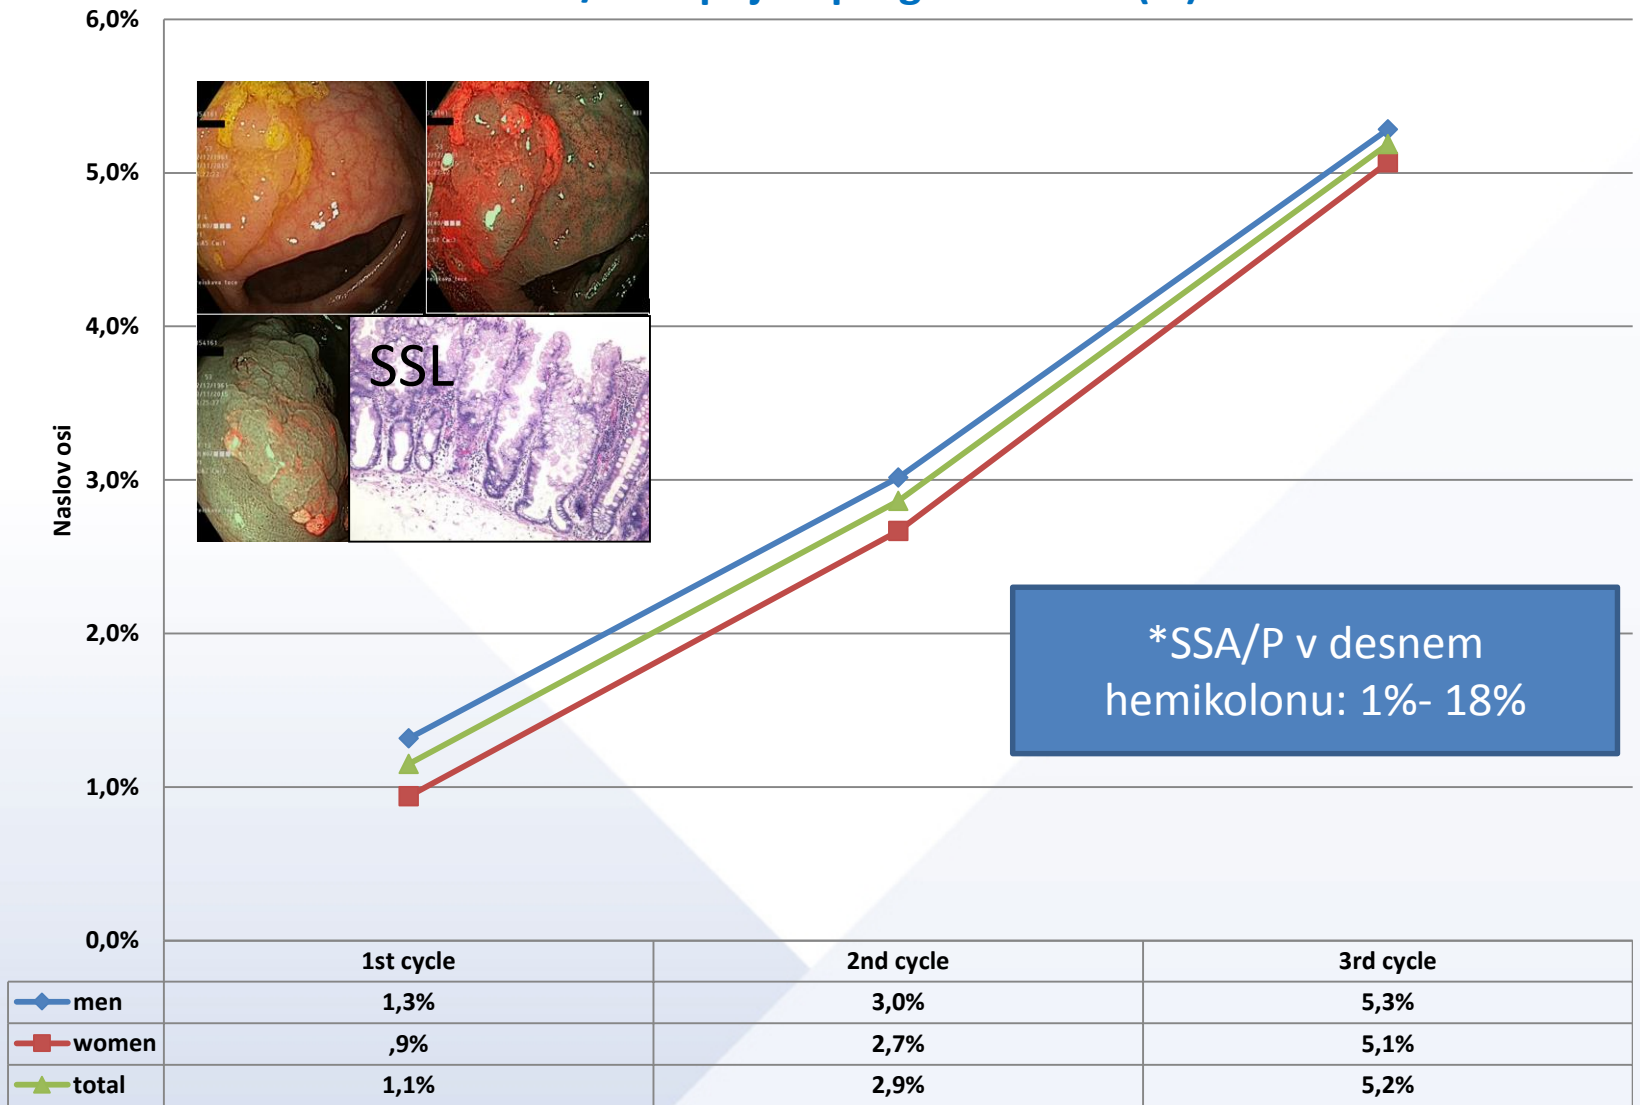 6,0%
5,0%
4,0%
3,0%
2,0%
1,0%
0,0%
Naslov osi
SSL
*SSA/P v desnem
hemikolonu: 1%- 18%
1st cycle 2nd cycle 3rd cycle
men 1,3% 3,0% 5,3%
women ,9% 2,7% 5,1%
total 1,1% 2,9% 5,2%